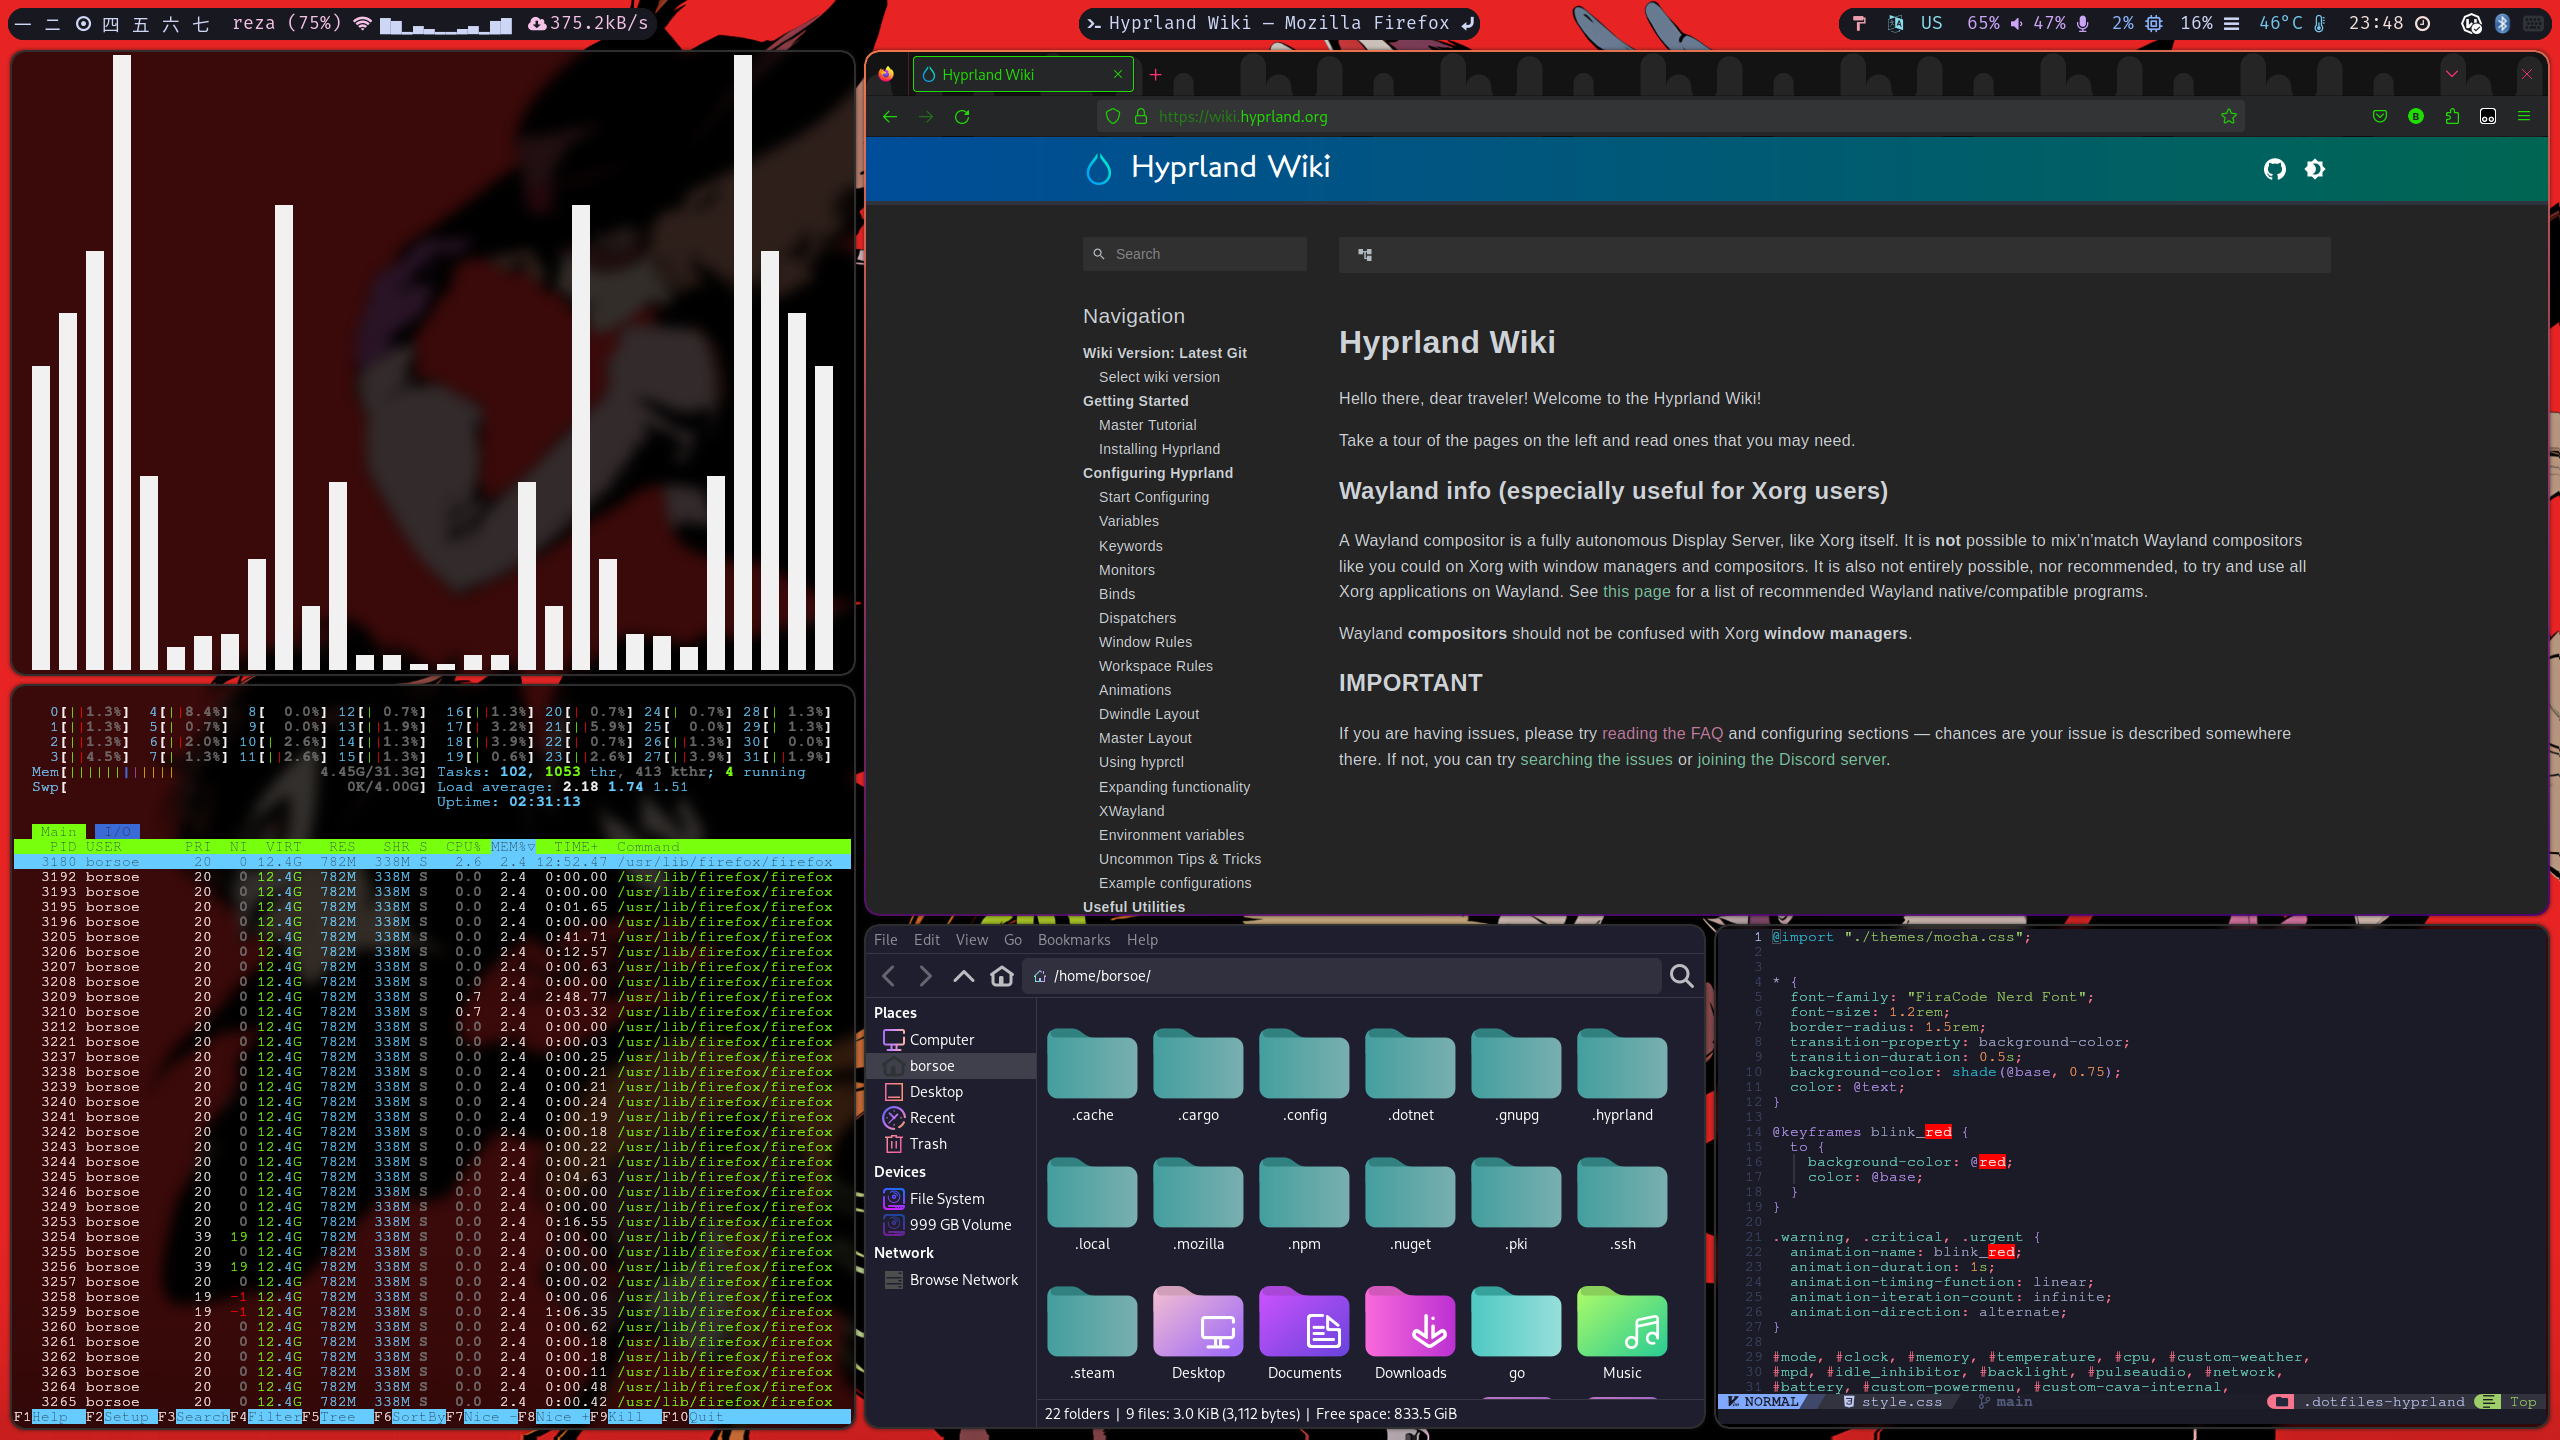 一 二 四 五 六 七 reza (75%) 375.2kB/s
Hyprland Wiki — Mozilla Firefox
US 65% 47% 2% 16% 46°C 23:48
Hyprland Wiki
https://wiki.hyprland.org
Hyprland Wiki
Search
Navigation
Wiki Version: Latest Git
Select wiki version
Getting Started
Master Tutorial
Installing Hyprland
Configuring Hyprland
Start Configuring
Variables
Keywords
Monitors
Binds
Dispatchers
Window Rules
Workspace Rules
Animations
Dwindle Layout
Master Layout
Using hyprctl
Expanding functionality
XWayland
Environment variables
Uncommon Tips & Tricks
Example configurations
Useful Utilities
Hyprland Wiki
Hello there, dear traveler! Welcome to the Hyprland Wiki!
Take a tour of the pages on the left and read ones that you may need.
Wayland info (especially useful for Xorg users)
A Wayland compositor is a fully autonomous Display Server, like Xorg itself. It is not possible to mix’n’match Wayland compositors
like you could on Xorg with window managers and compositors. It is also not entirely possible, nor recommended, to try and use all
Xorg applications on Wayland. See this page for a list of recommended Wayland native/compatible programs.
Wayland compositors should not be confused with Xorg window managers.
IMPORTANT
If you are having issues, please try reading the FAQ and configuring sections — chances are your issue is described somewhere
there. If not, you can try searching the issues or joining the Discord server.
0[||1.3%] 4[||8.4%] 8[ 0.0%] 12[| 0.7%] 16[||1.3%] 20[| 0.7%] 24[| 0.7%] 28[| 1.3%]
1[||1.3%] 5[| 0.7%] 9[ 0.0%] 13[||1.9%] 17[| 3.2%] 21[||5.9%] 25[ 0.0%] 29[| 1.3%]
2[||1.3%] 6[||2.0%] 10[| 2.6%] 14[||1.3%] 18[||3.9%] 22[| 0.7%] 26[||1.3%] 30[ 0.0%]
3[||4.5%] 7[| 1.3%] 11[||2.6%] 15[||1.3%] 19[| 0.6%] 23[||2.6%] 27[||3.9%] 31[||1.9%]
Mem[|||||||||||| 4.45G/31.3G] Tasks: 102, 1053 thr, 413 kthr; 4 running
Swp[ 0K/4.00G] Load average: 2.18 1.74 1.51
Uptime: 02:31:13
Main I/O
PID USER PRI NI VIRT RES SHR S CPU% MEM%▽ TIME+ Command
3180 borsoe 20 0 12.4G 782M 338M S 2.6 2.4 12:52.47 /usr/lib/firefox/firefox
3192 borsoe 20 0 12.4G 782M 338M S 0.0 2.4 0:00.00 /usr/lib/firefox/firefox
3193 borsoe 20 0 12.4G 782M 338M S 0.0 2.4 0:00.00 /usr/lib/firefox/firefox
3195 borsoe 20 0 12.4G 782M 338M S 0.0 2.4 0:01.65 /usr/lib/firefox/firefox
3196 borsoe 20 0 12.4G 782M 338M S 0.0 2.4 0:00.00 /usr/lib/firefox/firefox
3205 borsoe 20 0 12.4G 782M 338M S 0.0 2.4 0:41.71 /usr/lib/firefox/firefox
3206 borsoe 20 0 12.4G 782M 338M S 0.0 2.4 0:12.57 /usr/lib/firefox/firefox
3207 borsoe 20 0 12.4G 782M 338M S 0.0 2.4 0:00.63 /usr/lib/firefox/firefox
3208 borsoe 20 0 12.4G 782M 338M S 0.0 2.4 0:00.00 /usr/lib/firefox/firefox
3209 borsoe 20 0 12.4G 782M 338M S 0.7 2.4 2:48.77 /usr/lib/firefox/firefox
3210 borsoe 20 0 12.4G 782M 338M S 0.7 2.4 0:03.32 /usr/lib/firefox/firefox
3212 borsoe 20 0 12.4G 782M 338M S 0.0 2.4 0:00.00 /usr/lib/firefox/firefox
3221 borsoe 20 0 12.4G 782M 338M S 0.0 2.4 0:00.03 /usr/lib/firefox/firefox
3237 borsoe 20 0 12.4G 782M 338M S 0.0 2.4 0:00.25 /usr/lib/firefox/firefox
3238 borsoe 20 0 12.4G 782M 338M S 0.0 2.4 0:00.21 /usr/lib/firefox/firefox
3239 borsoe 20 0 12.4G 782M 338M S 0.0 2.4 0:00.21 /usr/lib/firefox/firefox
3240 borsoe 20 0 12.4G 782M 338M S 0.0 2.4 0:00.24 /usr/lib/firefox/firefox
3241 borsoe 20 0 12.4G 782M 338M S 0.0 2.4 0:00.19 /usr/lib/firefox/firefox
3242 borsoe 20 0 12.4G 782M 338M S 0.0 2.4 0:00.18 /usr/lib/firefox/firefox
3243 borsoe 20 0 12.4G 782M 338M S 0.0 2.4 0:00.22 /usr/lib/firefox/firefox
3244 borsoe 20 0 12.4G 782M 338M S 0.0 2.4 0:00.21 /usr/lib/firefox/firefox
3245 borsoe 20 0 12.4G 782M 338M S 0.0 2.4 0:04.63 /usr/lib/firefox/firefox
3246 borsoe 20 0 12.4G 782M 338M S 0.0 2.4 0:00.00 /usr/lib/firefox/firefox
3249 borsoe 20 0 12.4G 782M 338M S 0.0 2.4 0:00.00 /usr/lib/firefox/firefox
3253 borsoe 20 0 12.4G 782M 338M S 0.0 2.4 0:16.55 /usr/lib/firefox/firefox
3254 borsoe 39 19 12.4G 782M 338M S 0.0 2.4 0:00.00 /usr/lib/firefox/firefox
3255 borsoe 20 0 12.4G 782M 338M S 0.0 2.4 0:00.00 /usr/lib/firefox/firefox
3256 borsoe 39 19 12.4G 782M 338M S 0.0 2.4 0:00.00 /usr/lib/firefox/firefox
3257 borsoe 20 0 12.4G 782M 338M S 0.0 2.4 0:00.02 /usr/lib/firefox/firefox
3258 borsoe 19 -1 12.4G 782M 338M S 0.0 2.4 0:00.06 /usr/lib/firefox/firefox
3259 borsoe 19 -1 12.4G 782M 338M S 0.0 2.4 1:06.35 /usr/lib/firefox/firefox
3260 borsoe 20 0 12.4G 782M 338M S 0.0 2.4 0:00.62 /usr/lib/firefox/firefox
3261 borsoe 20 0 12.4G 782M 338M S 0.0 2.4 0:00.18 /usr/lib/firefox/firefox
3262 borsoe 20 0 12.4G 782M 338M S 0.0 2.4 0:00.18 /usr/lib/firefox/firefox
3263 borsoe 20 0 12.4G 782M 338M S 0.0 2.4 0:00.11 /usr/lib/firefox/firefox
3264 borsoe 20 0 12.4G 782M 338M S 0.0 2.4 0:00.48 /usr/lib/firefox/firefox
3265 borsoe 20 0 12.4G 782M 338M S 0.0 2.4 0:00.42 /usr/lib/firefox/firefox
F1Help F2Setup F3SearchF4FilterF5Tree F6SortByF7Nice -F8Nice +F9Kill F10Quit
File Edit View Go Bookmarks Help
/home/borsoe/
Places
Computer
borsoe
Desktop
Recent
Trash
Devices
File System
999 GB Volume
Network
Browse Network
.cache .cargo .config .dotnet .gnupg .hyprland
.local .mozilla .npm .nuget .pki .ssh
.steam Desktop Documents Downloads go Music
22 folders | 9 files: 3.0 KiB (3,112 bytes) | Free space: 833.5 GiB
1 @import "./themes/mocha.css";
2
3
4 * {
5 font-family: "FiraCode Nerd Font";
6 font-size: 1.2rem;
7 border-radius: 1.5rem;
8 transition-property: background-color;
9 transition-duration: 0.5s;
10 background-color: shade(@base, 0.75);
11 color: @text;
12 }
13
14 @keyframes blink_red {
15 to {
16 background-color: @red;
17 color: @base;
18 }
19 }
20
21 .warning, .critical, .urgent {
22 animation-name: blink_red;
23 animation-duration: 1s;
24 animation-timing-function: linear;
25 animation-iteration-count: infinite;
26 animation-direction: alternate;
27 }
28
29 #mode, #clock, #memory, #temperature, #cpu, #custom-weather,
30 #mpd, #idle_inhibitor, #backlight, #pulseaudio, #network,
31 #battery, #custom-powermenu, #custom-cava-internal,
NORMAL style.css main .dotfiles-hyprland Top